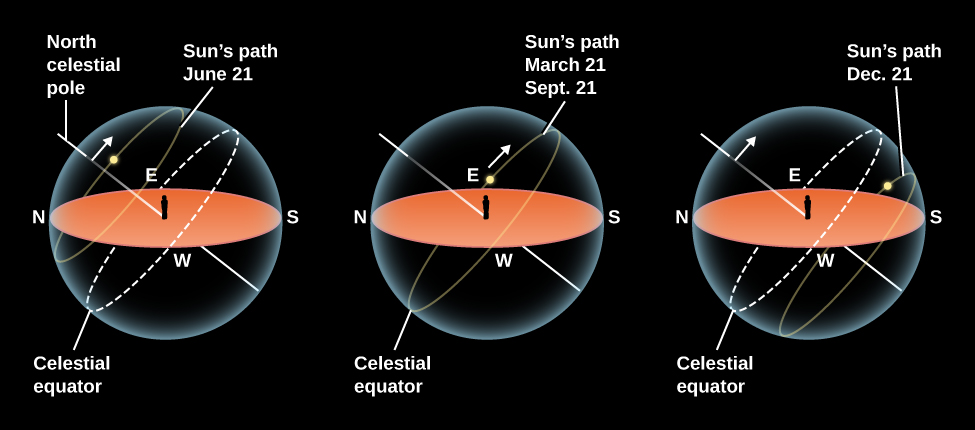 North
celestial
pole
Sun’s path
June 21
E
N
S
W
Celestial
equator
Sun’s path
March 21
Sept. 21
E
N
S
W
Celestial
equator
Sun’s path
Dec. 21
E
N
S
W
Celestial
equator